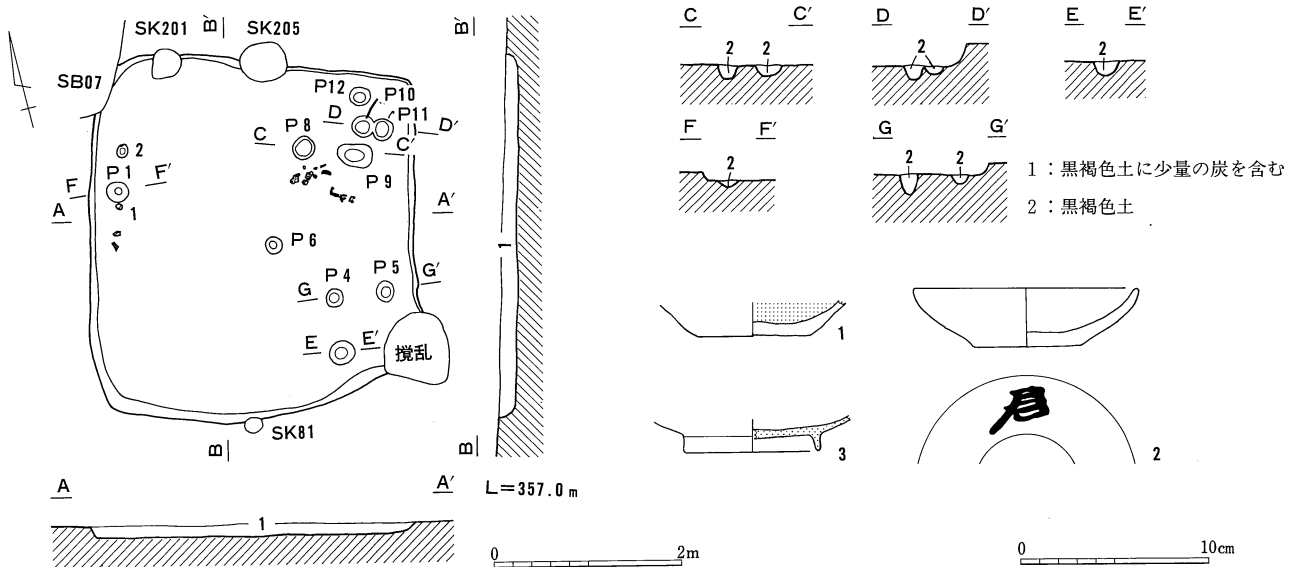 SK201
B′
SK205
B′
SB07
P12
P10
P11
D
D′
C
P8
C′
P9
2
P1
F′
F
A
1
A′
P6
P4
P5
G′
G
E
E′
撹乱
SK81
B
B
1
A
A′
L=357.0m
1
0
2m
C
C′
D
D′
E
E′
2
2
2
2
F
F′
G
G′
2
2
2
1：黒褐色土に少量の炭を含む
2：黒褐色土
1
3
2
0
10cm